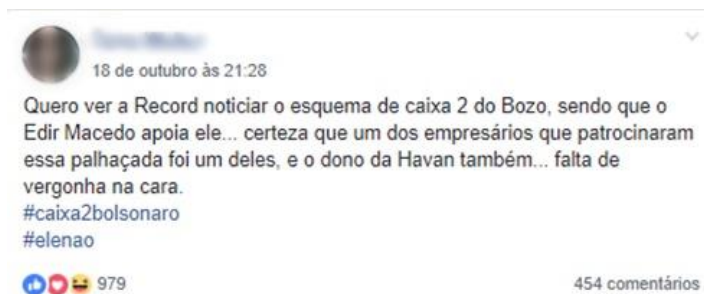 18 de outubro às 21:28
Quero ver a Record noticiar o esquema de caixa 2 do Bozo, sendo que o
Edir Macedo apoia ele... certeza que um dos empresários que patrocinaram
essa palhaçada foi um deles, e o dono da Havan também... falta de
vergonha na cara.
#caixa2bolsonaro
#elenao
979 454 comentários